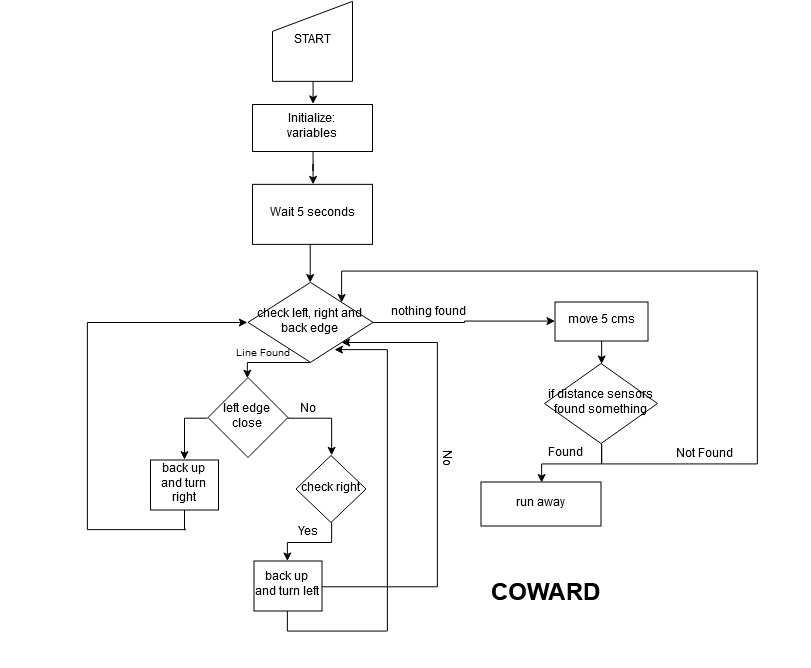 START
Initialize:
variables
Wait 5 seconds
check left, right and
back edge
nothing found
move 5 cms
Line Found
if distance sensors
found something
left edge
close
No
Found
Not Found
No
back up
and turn
right
check right
run away
Yes
back up
and turn left
COWARD